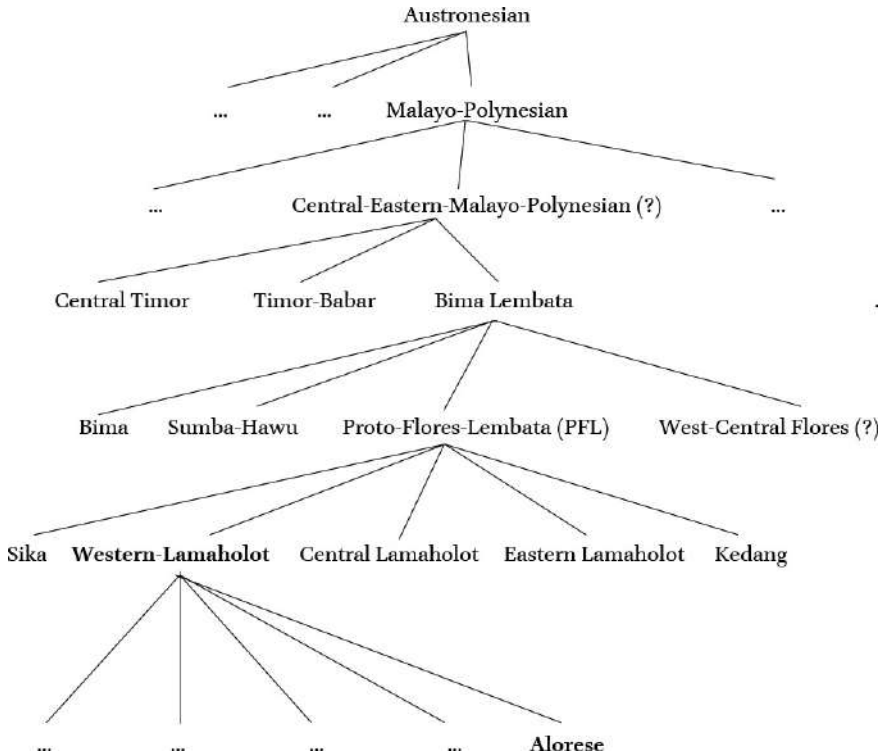 Austronesian
... ... Malayo-Polynesian
... Central-Eastern-Malayo-Polynesian (?) ...
Central Timor Timor-Babar Bima Lembata .
Bima Sumba-Hawu Proto-Flores-Lembata (PFL) West-Central Flores (?)
Sika Western-Lamaholot Central Lamaholot Eastern Lamaholot Kedang
... ... ... ... Alorese